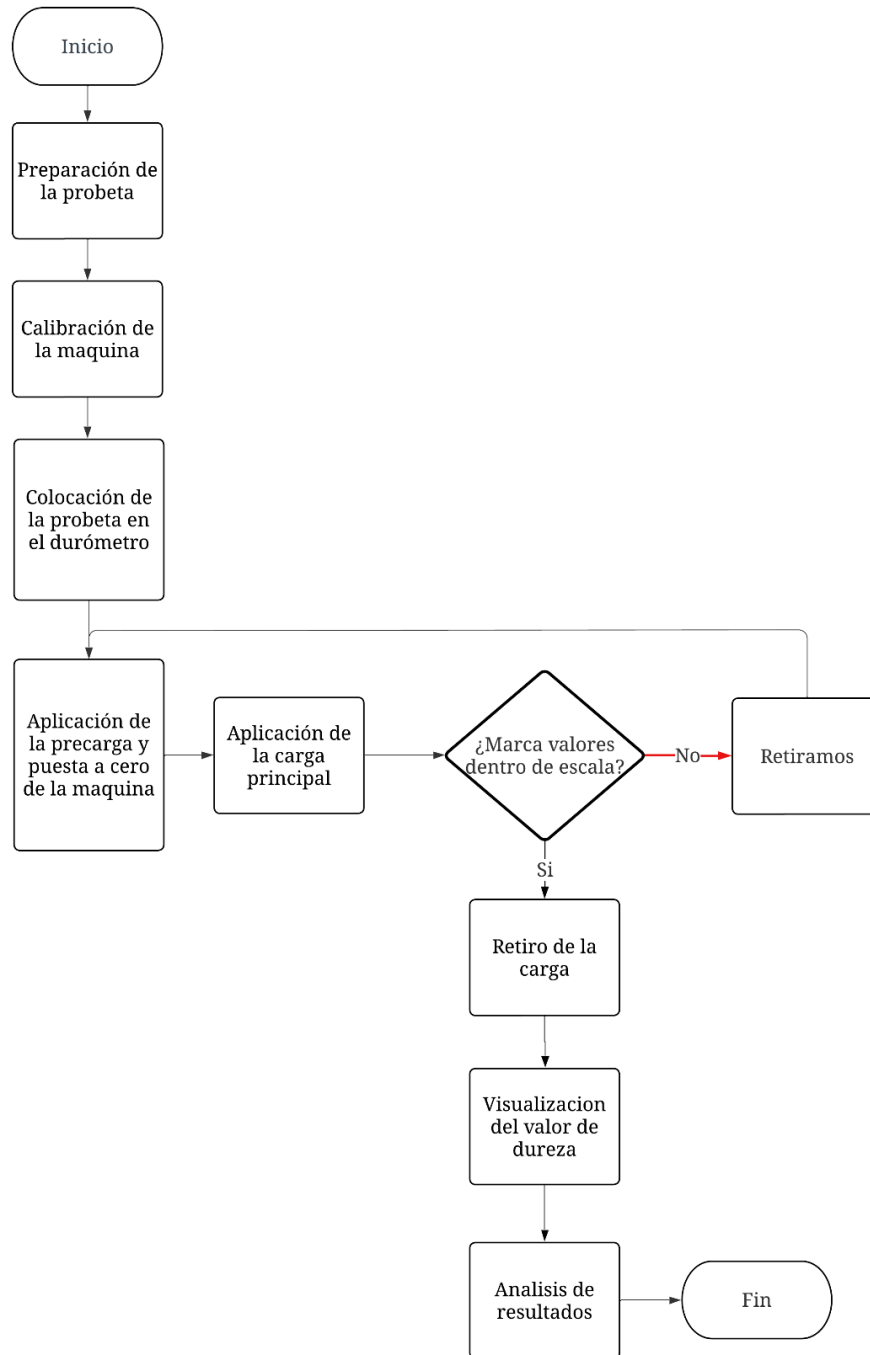 Inicio
Preparación de
la probeta
Calibración de
la maquina
Colocación de
la probeta en
el durómetro
Aplicación de
la precarga y
puesta a cero
de la maquina
Aplicación de
la carga
principal
¿Marca valores
dentro de escala?
No
Retiramos
Si
Retiro de la
carga
Visualizacion
del valor de
dureza
Analisis de
resultados
Fin